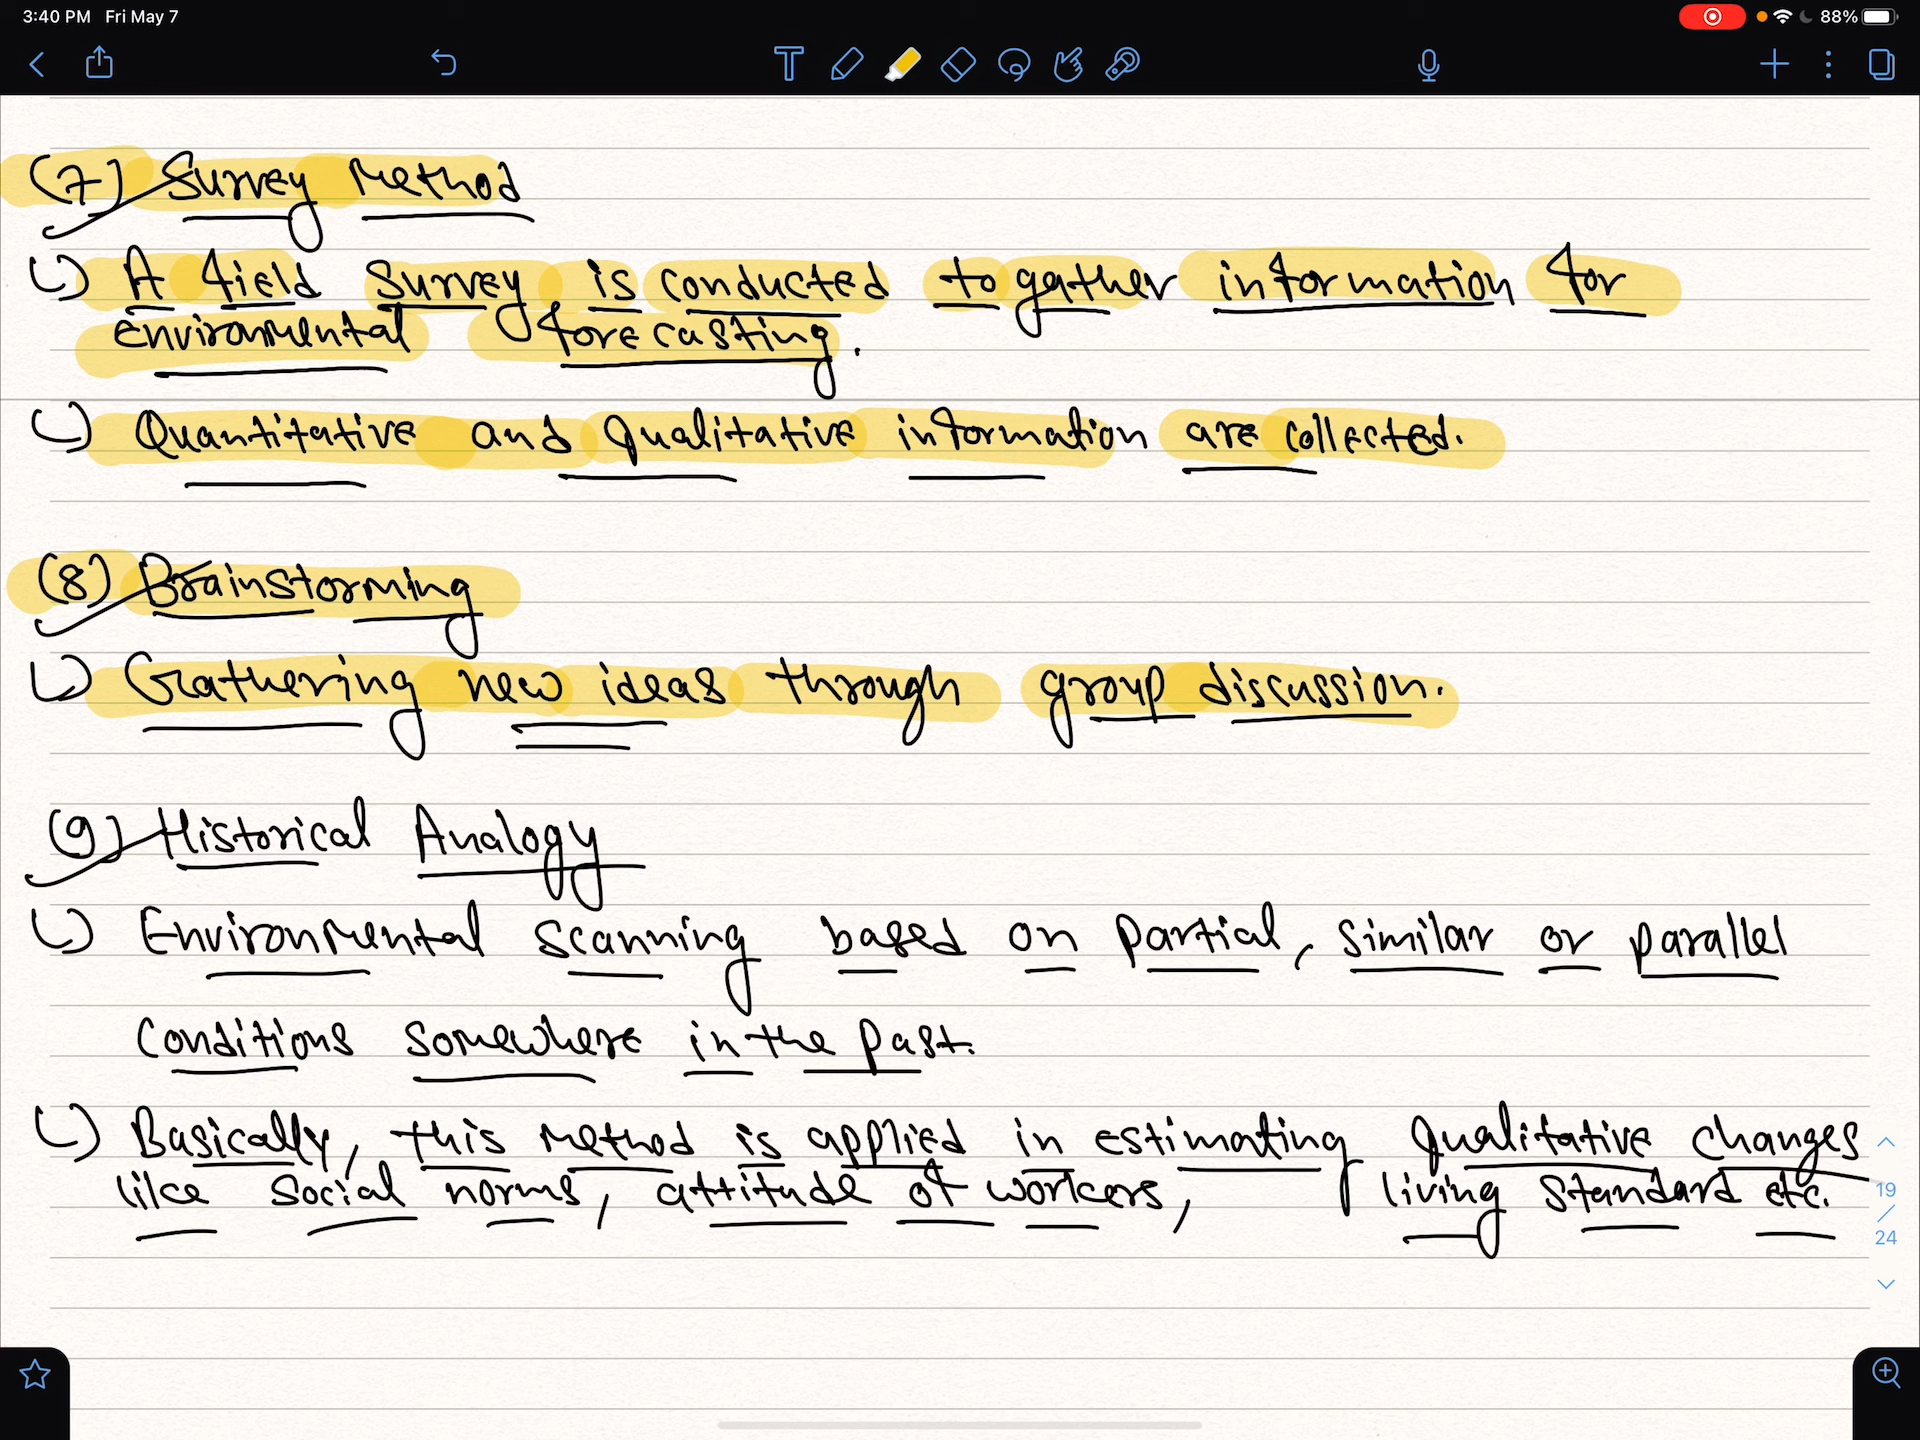 3:40 PM Fri May 7
88%
(7) Survey Method
A field survey is conducted to gather information for
environmental forecasting.
Quantitative and qualitative information are collected.
(8) Brainstorming
Gathering new ideas through group discussion.
(9) Historical Analogy
Environmental scanning based on partial, similar or parallel
conditions somewhere in the past.
Basically, this method is applied in estimating qualitative changes
like social norms, attitude of workers, living standard etc.
19
/
24